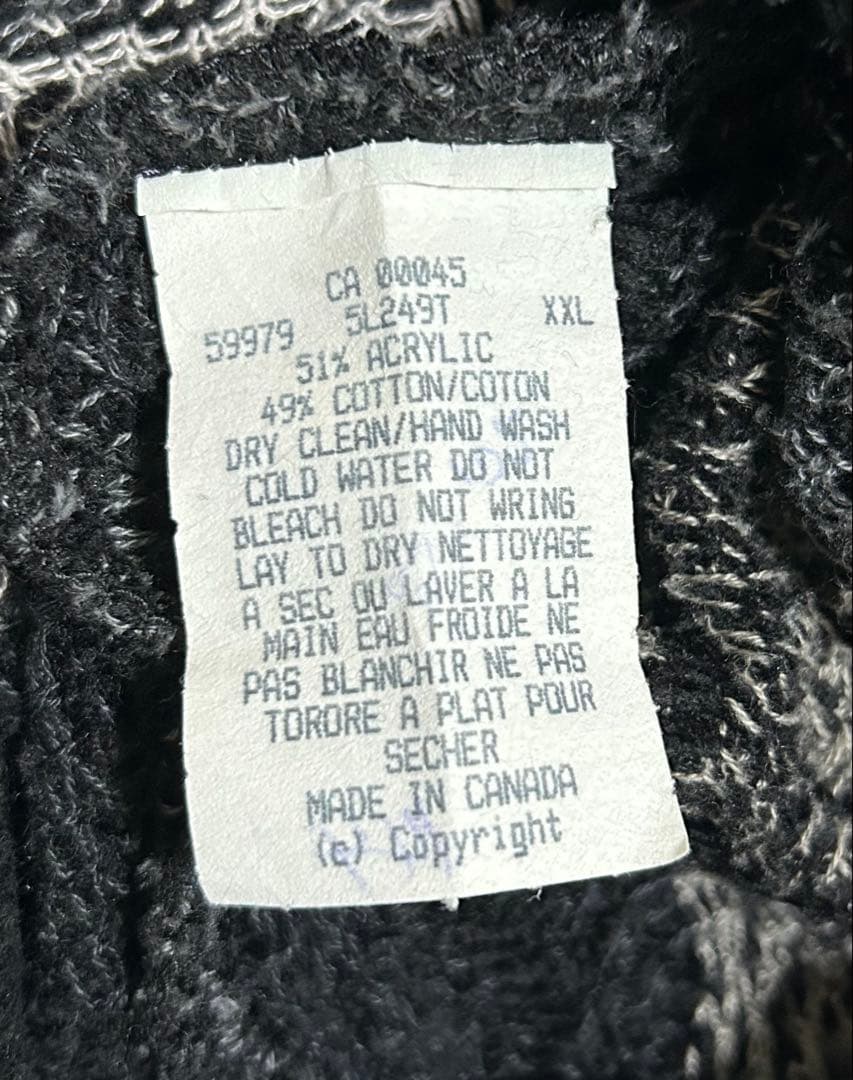 CA 00045
5L249T XXL
59979
51% ACRYLIC
49% COTTON/COTON
DRY CLEAN/HAND WASH
COLD WATER DO NOT
BLEACH DO NOT WRING
LAY TO DRY NETTOYAGE
A SEC OU LAVER A LA
MAIN EAU FROIDE NE
PAS BLANCHIR NE PAS
TORDRE A PLAT POUR
SECHER
MADE IN CANADA
(c) Copyright